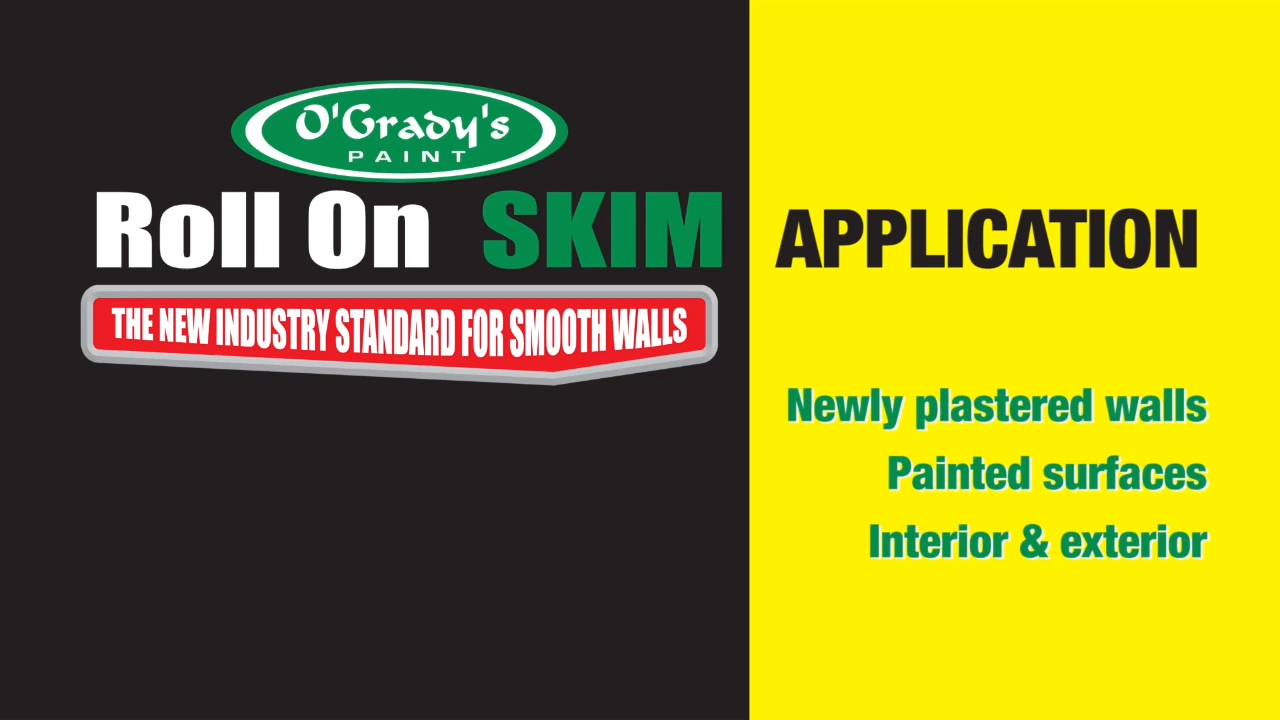 O'Grady's
PAINT
Roll On SKIM
THE NEW INDUSTRY STANDARD FOR SMOOTH WALLS
APPLICATION
Newly plastered walls
Painted surfaces
Interior & exterior